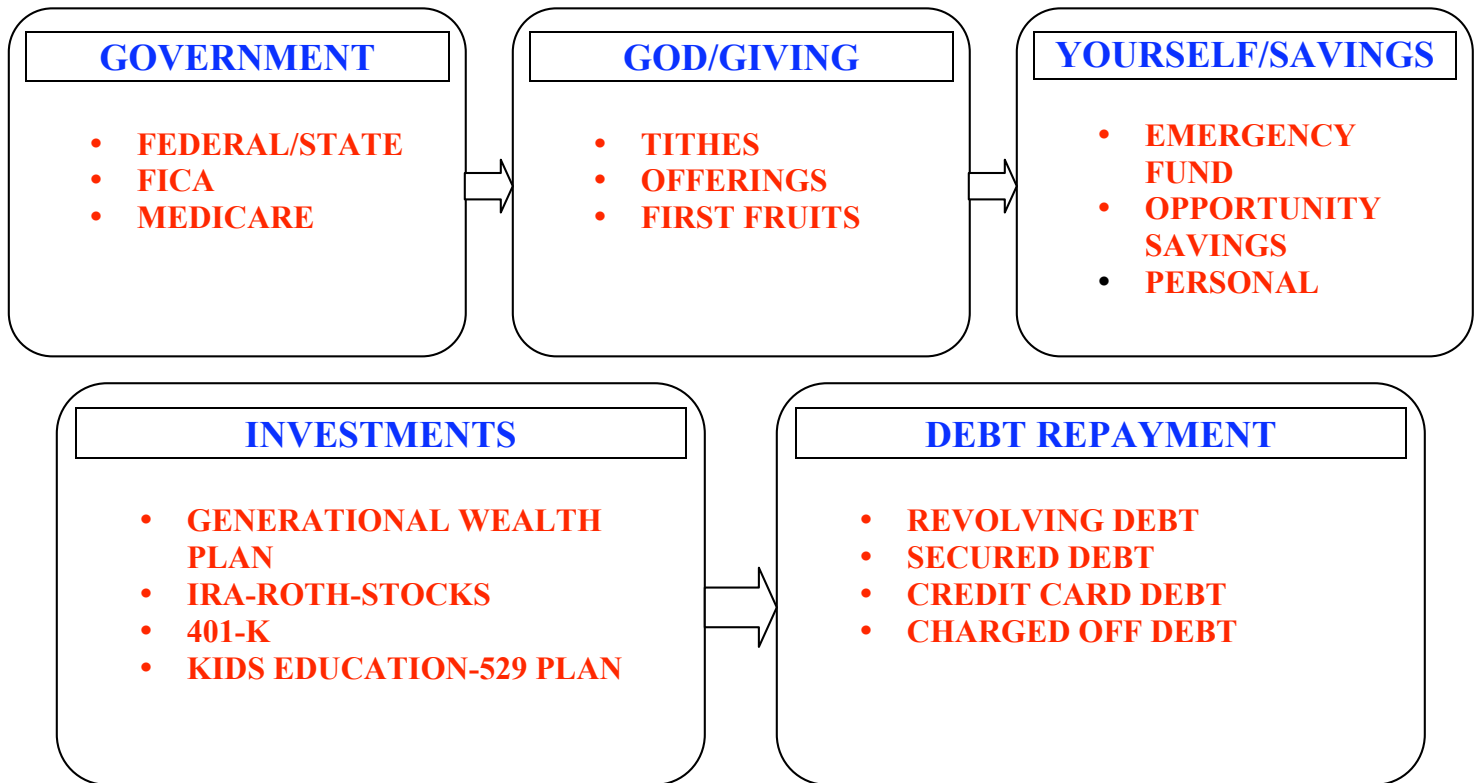 GOVERNMENT
• FEDERAL/STATE
• FICA
• MEDICARE
GOD/GIVING
• TITHES
• OFFERINGS
• FIRST FRUITS
YOURSELF/SAVINGS
• EMERGENCY
FUND
• OPPORTUNITY
SAVINGS
• PERSONAL
INVESTMENTS
• GENERATIONAL WEALTH
PLAN
• IRA-ROTH-STOCKS
• 401-K
• KIDS EDUCATION-529 PLAN
DEBT REPAYMENT
• REVOLVING DEBT
• SECURED DEBT
• CREDIT CARD DEBT
• CHARGED OFF DEBT